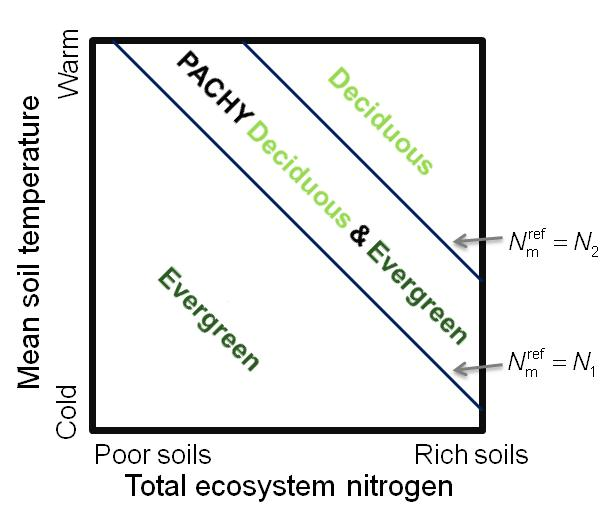 Warm
Mean soil temperature
Cold
PACHY Deciduous & Evergreen
Deciduous
Evergreen
N_m^ref = N_2
N_m^ref = N_1
Poor soils
Rich soils
Total ecosystem nitrogen